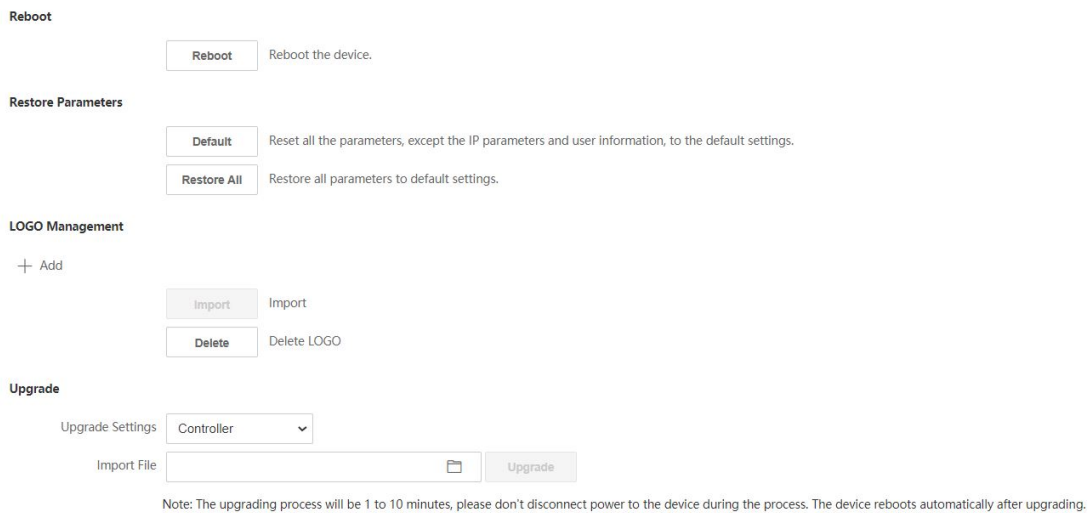 Reboot
Reboot Reboot the device.
Restore Parameters
Default Reset all the parameters, except the IP parameters and user information, to the default settings.
Restore All Restore all parameters to default settings.
LOGO Management
+ Add
Import Import
Delete Delete LOGO
Upgrade
Upgrade Settings Controller
Import File Upgrade
Note: The upgrading process will be 1 to 10 minutes, please don't disconnect power to the device during the process. The device reboots automatically after upgrading.